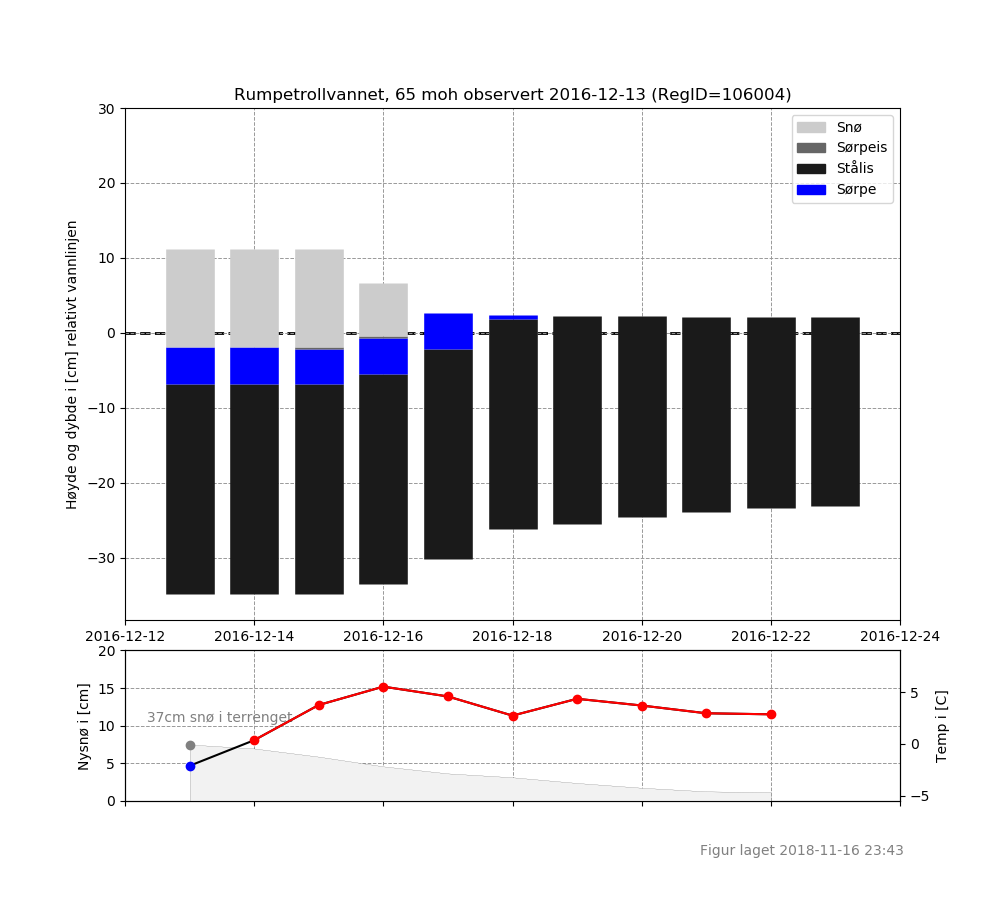 Rumpetrollvannet, 65 moh observert 2016-12-13 (RegID=106004)
30
20
10
0
−10
−20
−30
Høyde og dybde i [cm] relativt vannlinjen
Snø
Sørpeis
Stålis
Sørpe
2016-12-12 2016-12-14 2016-12-16 2016-12-18 2016-12-20 2016-12-22 2016-12-24
20
15
10
5
0
Nysnø i [cm]
37cm snø i terrenget
5
0
−5
Temp i [C]
Figur laget 2018-11-16 23:43